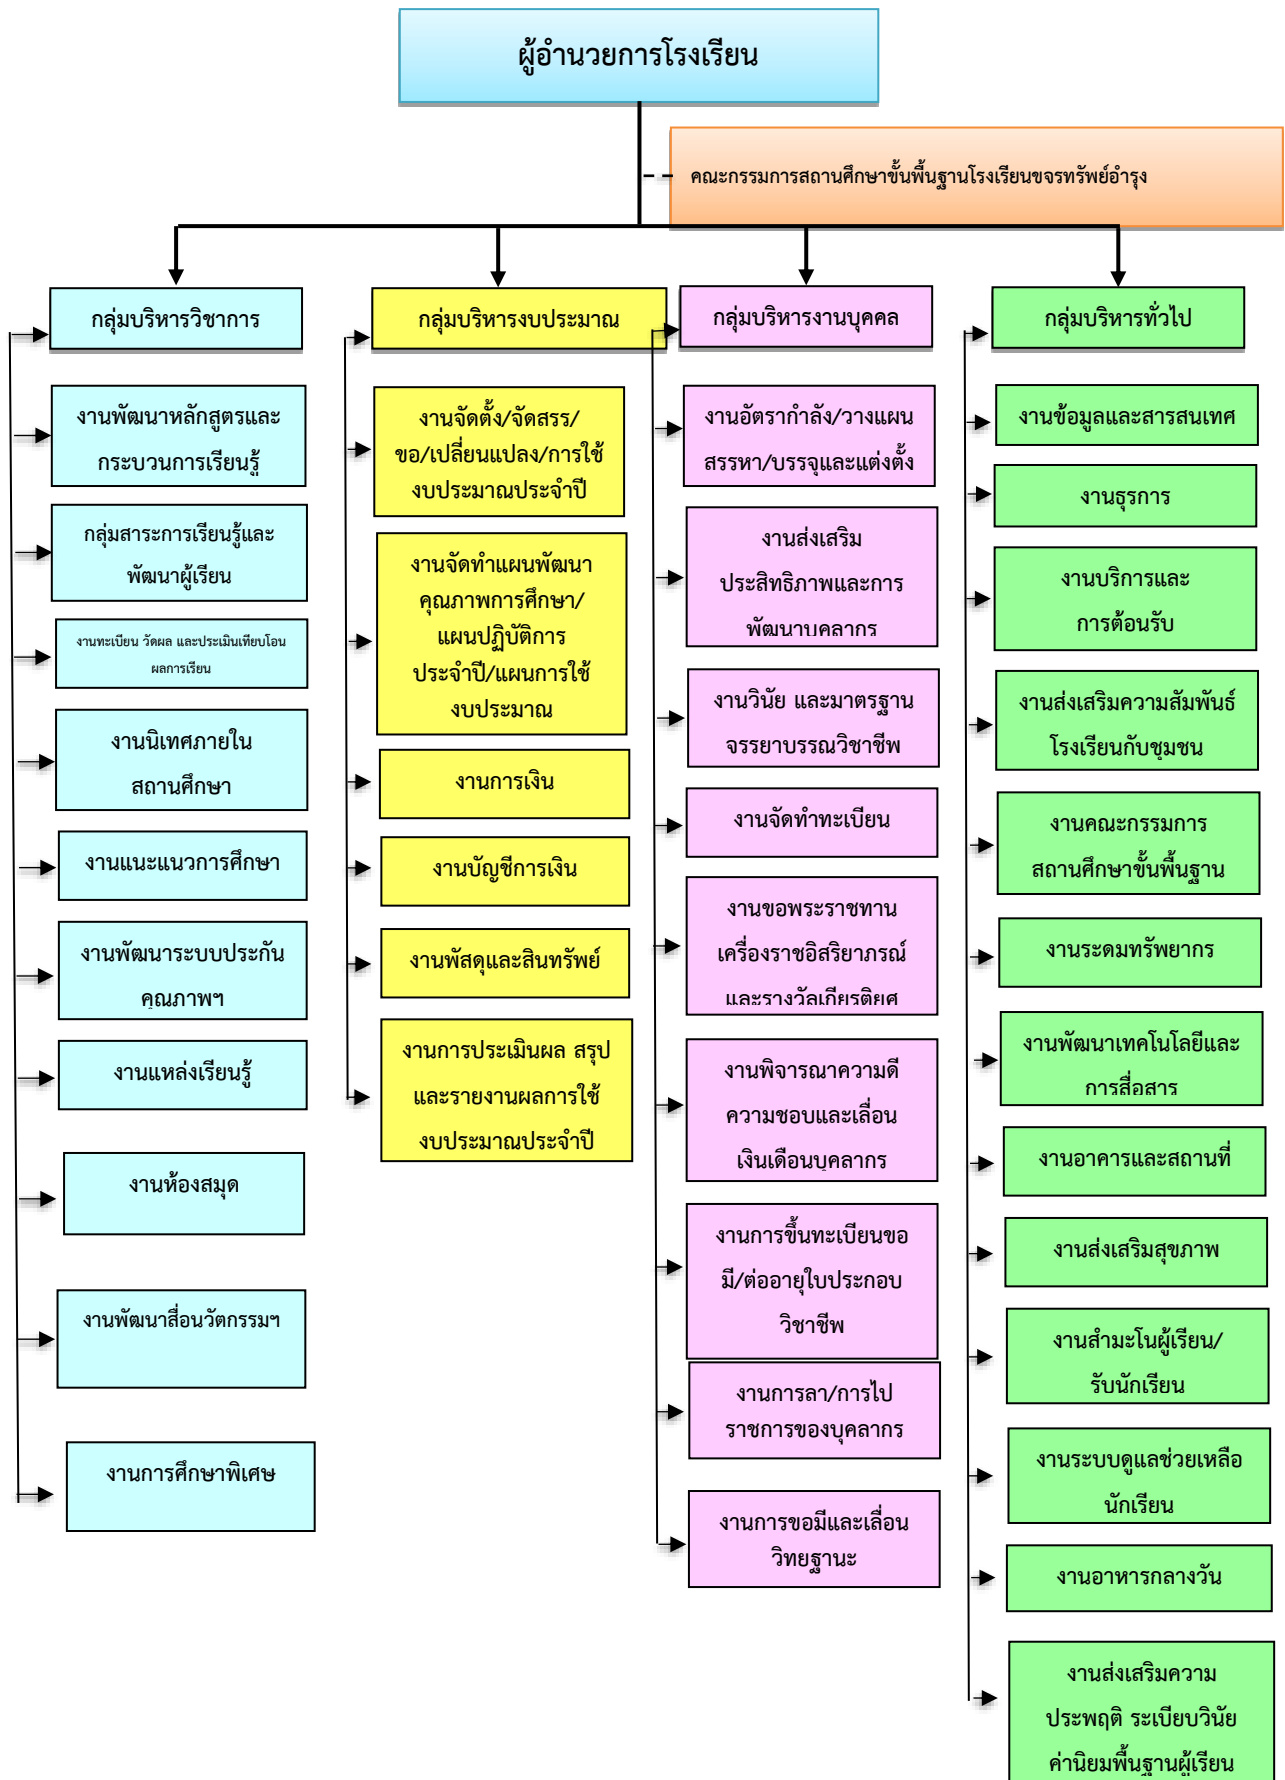 ผู้อำนวยการโรงเรียน
คณะกรรมการสถานศึกษาขั้นพื้นฐานโรงเรียนขจรทรัพย์อำรุง
กลุ่มบริหารวิชาการ
งานพัฒนาหลักสูตรและ
กระบวนการเรียนรู้
กลุ่มสาระการเรียนรู้และ
พัฒนาผู้เรียน
งานทะเบียน วัดผล และประเมินเทียบโอน
ผลการเรียน
งานนิเทศภายใน
สถานศึกษา
งานแนะแนวการศึกษา
งานพัฒนาระบบประกัน
คุณภาพฯ
งานแหล่งเรียนรู้
งานห้องสมุด
งานพัฒนาสื่อนวัตกรรมฯ
งานการศึกษาพิเศษ
กลุ่มบริหารงบประมาณ
งานจัดตั้ง/จัดสรร/
ขอ/เปลี่ยนแปลง/การใช้
งบประมาณประจำปี
งานจัดทำแผนพัฒนา
คุณภาพการศึกษา/
แผนปฏิบัติการ
ประจำปี/แผนการใช้
งบประมาณ
งานการเงิน
งานบัญชีการเงิน
งานพัสดุและสินทรัพย์
งานการประเมินผล สรุป
และรายงานผลการใช้
งบประมาณประจำปี
กลุ่มบริหารงานบุคคล
งานอัตรากำลัง/วางแผน
สรรหา/บรรจุและแต่งตั้ง
งานส่งเสริม
ประสิทธิภาพและการ
พัฒนาบุคลากร
งานวินัย และมาตรฐาน
จรรยาบรรณวิชาชีพ
งานจัดทำทะเบียน
งานขอพระราชทาน
เครื่องราชอิสริยาภรณ์
และรางวัลเกียรติยศ
งานพิจารณาความดี
ความชอบและเลื่อน
เงินเดือนบุคลากร
งานการขึ้นทะเบียนขอ
มี/ต่ออายุใบประกอบ
วิชาชีพ
งานการลา/การไป
ราชการของบุคลากร
งานการขอมีและเลื่อน
วิทยฐานะ
กลุ่มบริหารทั่วไป
งานข้อมูลและสารสนเทศ
งานธุรการ
งานบริการและ
การต้อนรับ
งานส่งเสริมความสัมพันธ์
โรงเรียนกับชุมชน
งานคณะกรรมการ
สถานศึกษาขั้นพื้นฐาน
งานระดมทรัพยากร
งานพัฒนาเทคโนโลยีและ
การสื่อสาร
งานอาคารและสถานที่
งานส่งเสริมสุขภาพ
งานสำมะโนผู้เรียน/
รับนักเรียน
งานระบบดูแลช่วยเหลือ
นักเรียน
งานอาหารกลางวัน
งานส่งเสริมความ
ประพฤติ ระเบียบวินัย
ค่านิยมพื้นฐานผู้เรียน